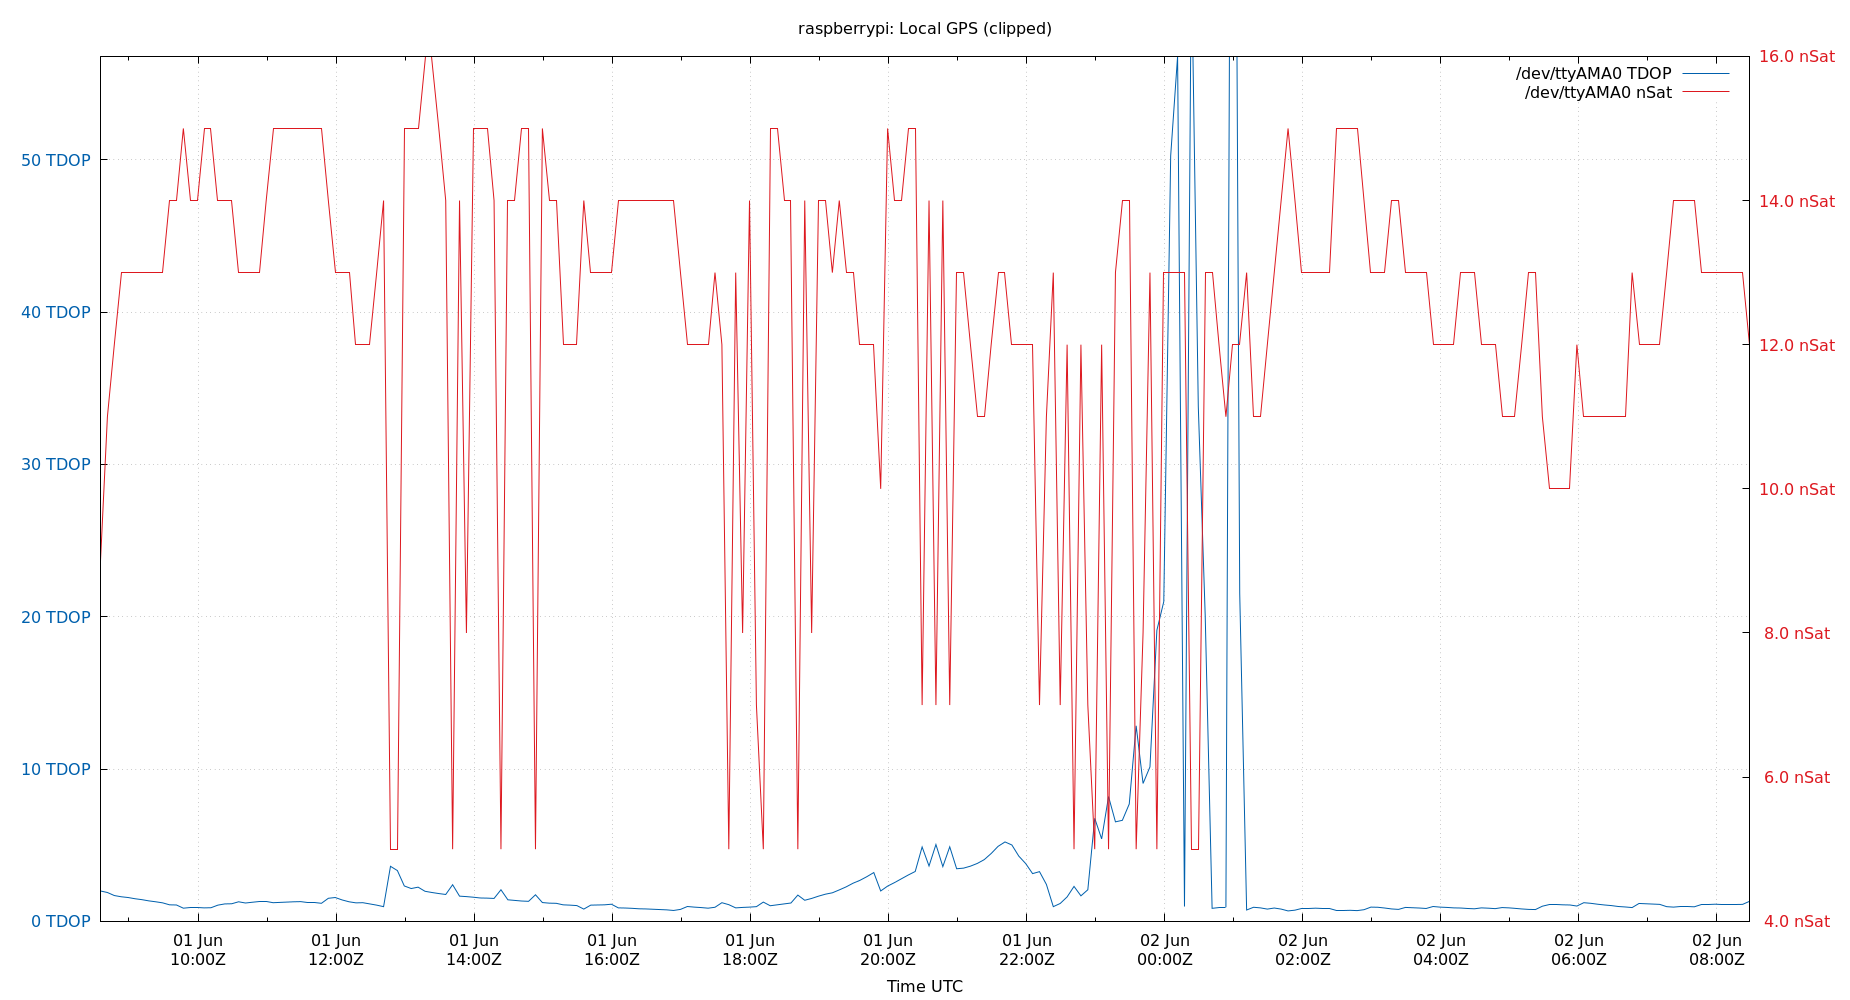 raspberrypi: Local GPS (clipped)
/dev/ttyAMA0 TDOP
/dev/ttyAMA0 nSat
50 TDOP
40 TDOP
30 TDOP
20 TDOP
10 TDOP
0 TDOP
16.0 nSat
14.0 nSat
12.0 nSat
10.0 nSat
8.0 nSat
6.0 nSat
4.0 nSat
01 Jun 01 Jun 01 Jun 01 Jun 01 Jun 01 Jun 01 Jun 02 Jun 02 Jun 02 Jun 02 Jun 02 Jun
10:00Z 12:00Z 14:00Z 16:00Z 18:00Z 20:00Z 22:00Z 00:00Z 02:00Z 04:00Z 06:00Z 08:00Z
Time UTC